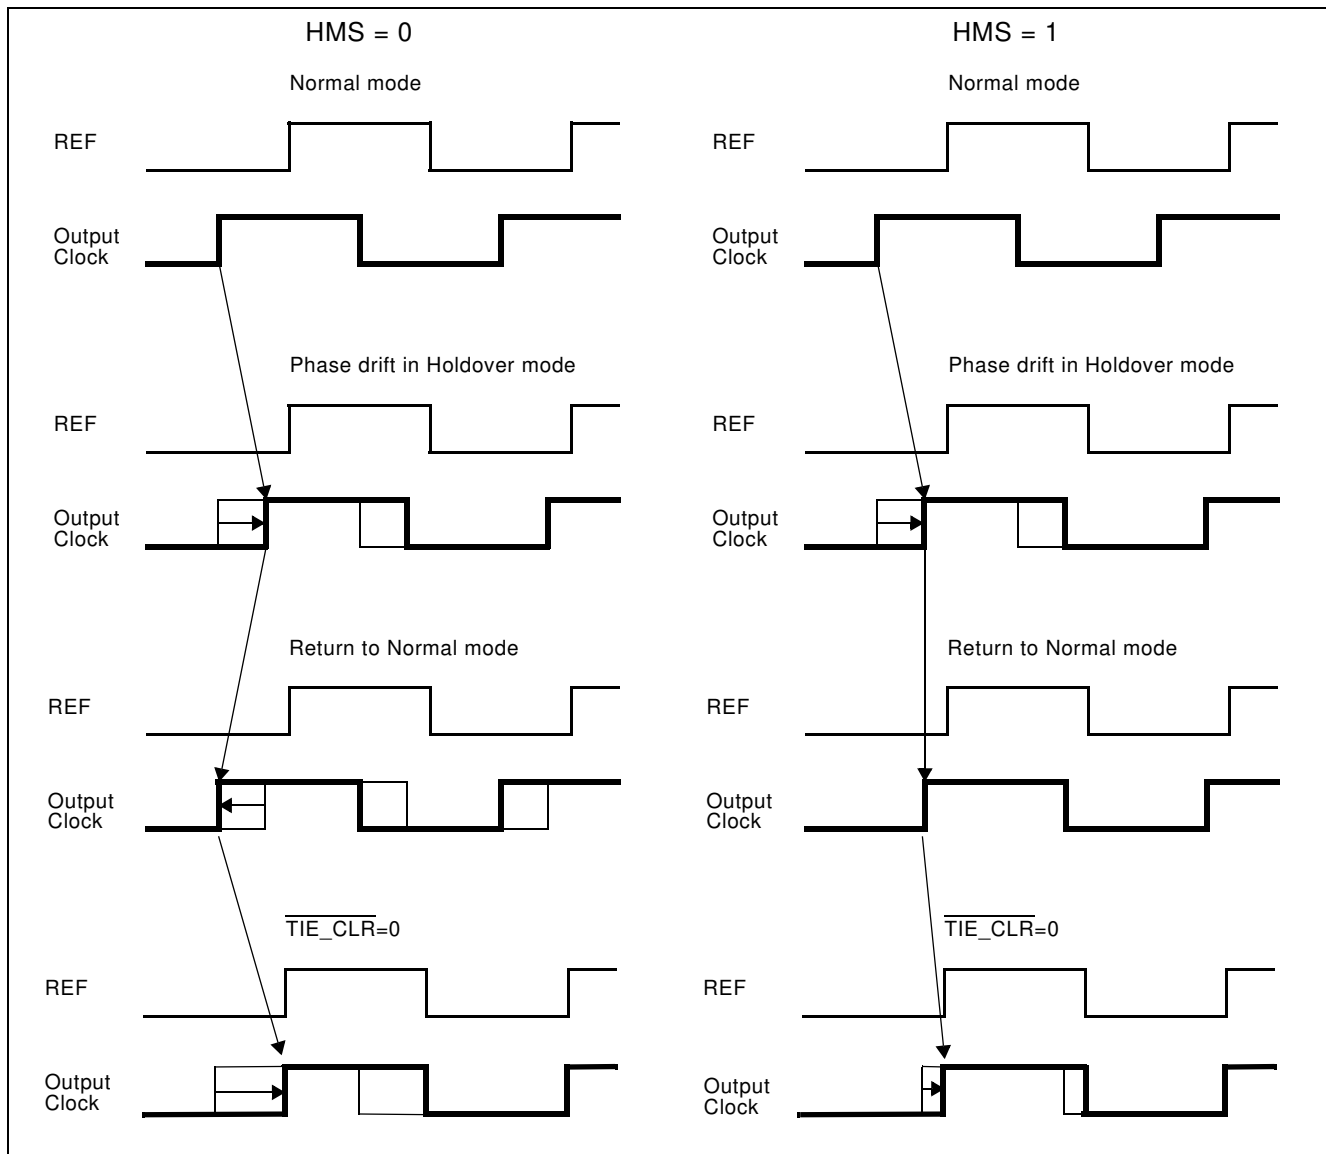 HMS = 0
Normal mode
REF
Output
Clock
Phase drift in Holdover mode
REF
Output
Clock
Return to Normal mode
REF
Output
Clock
TIE_CLR=0
REF
Output
Clock
HMS = 1
Normal mode
REF
Output
Clock
Phase drift in Holdover mode
REF
Output
Clock
Return to Normal mode
REF
Output
Clock
TIE_CLR=0
REF
Output
Clock